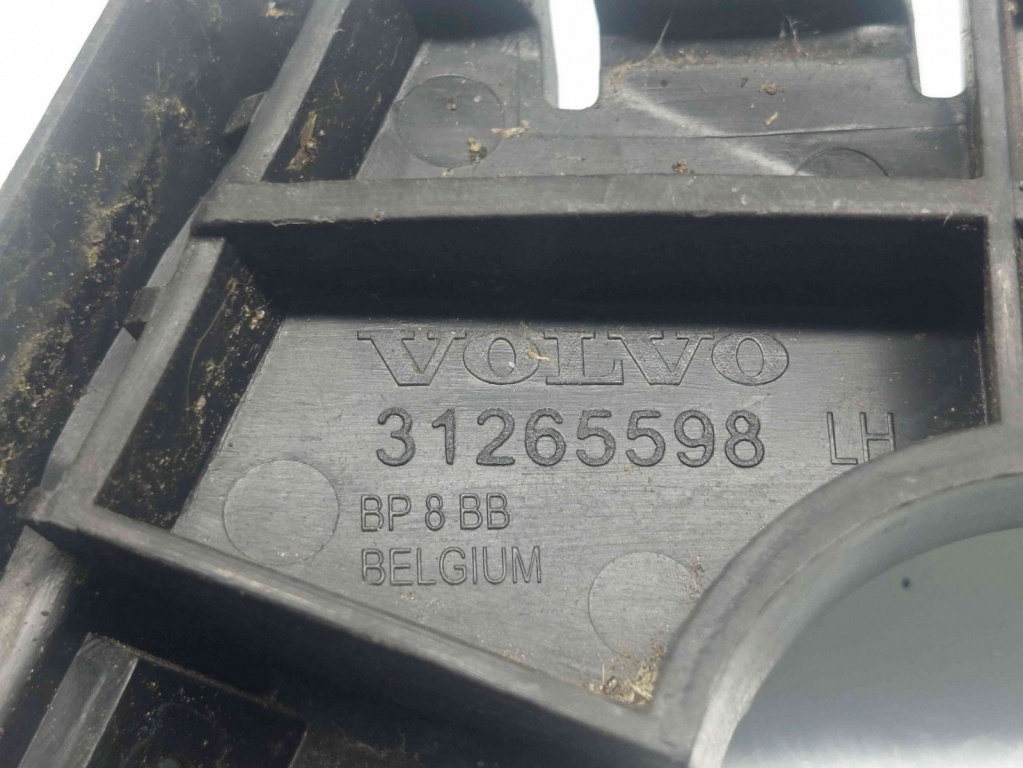 VOLVO
31265598 LH
BP 8 BB
BELGIUM